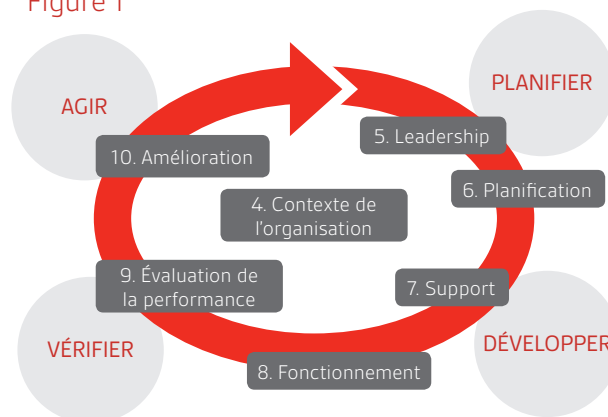 Figure 1
AGIR
PLANIFIER
5. Leadership
10. Amélioration
6. Planification
4. Contexte de
l'organisation
9. Évaluation de
la performance
7. Support
VÉRIFIER
DÉVELOPPER
8. Fonctionnement